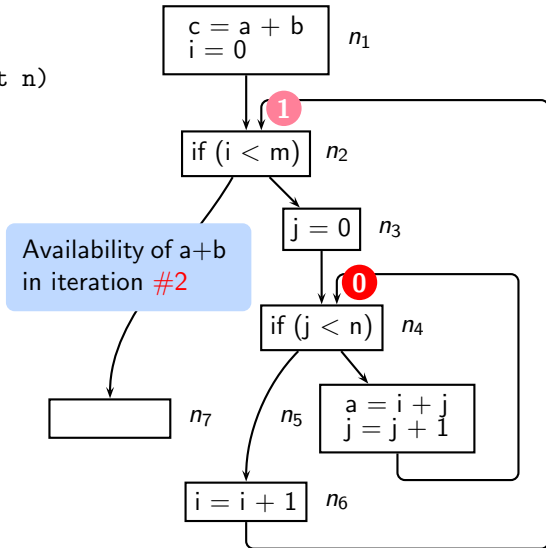 c = a + b
i = 0
n1
t n)
1
if (i < m)
n2
j = 0
n3
Availability of a+b
in iteration #2
0
if (j < n)
n4
n7
n5
a = i + j
j = j + 1
i = i + 1
n6